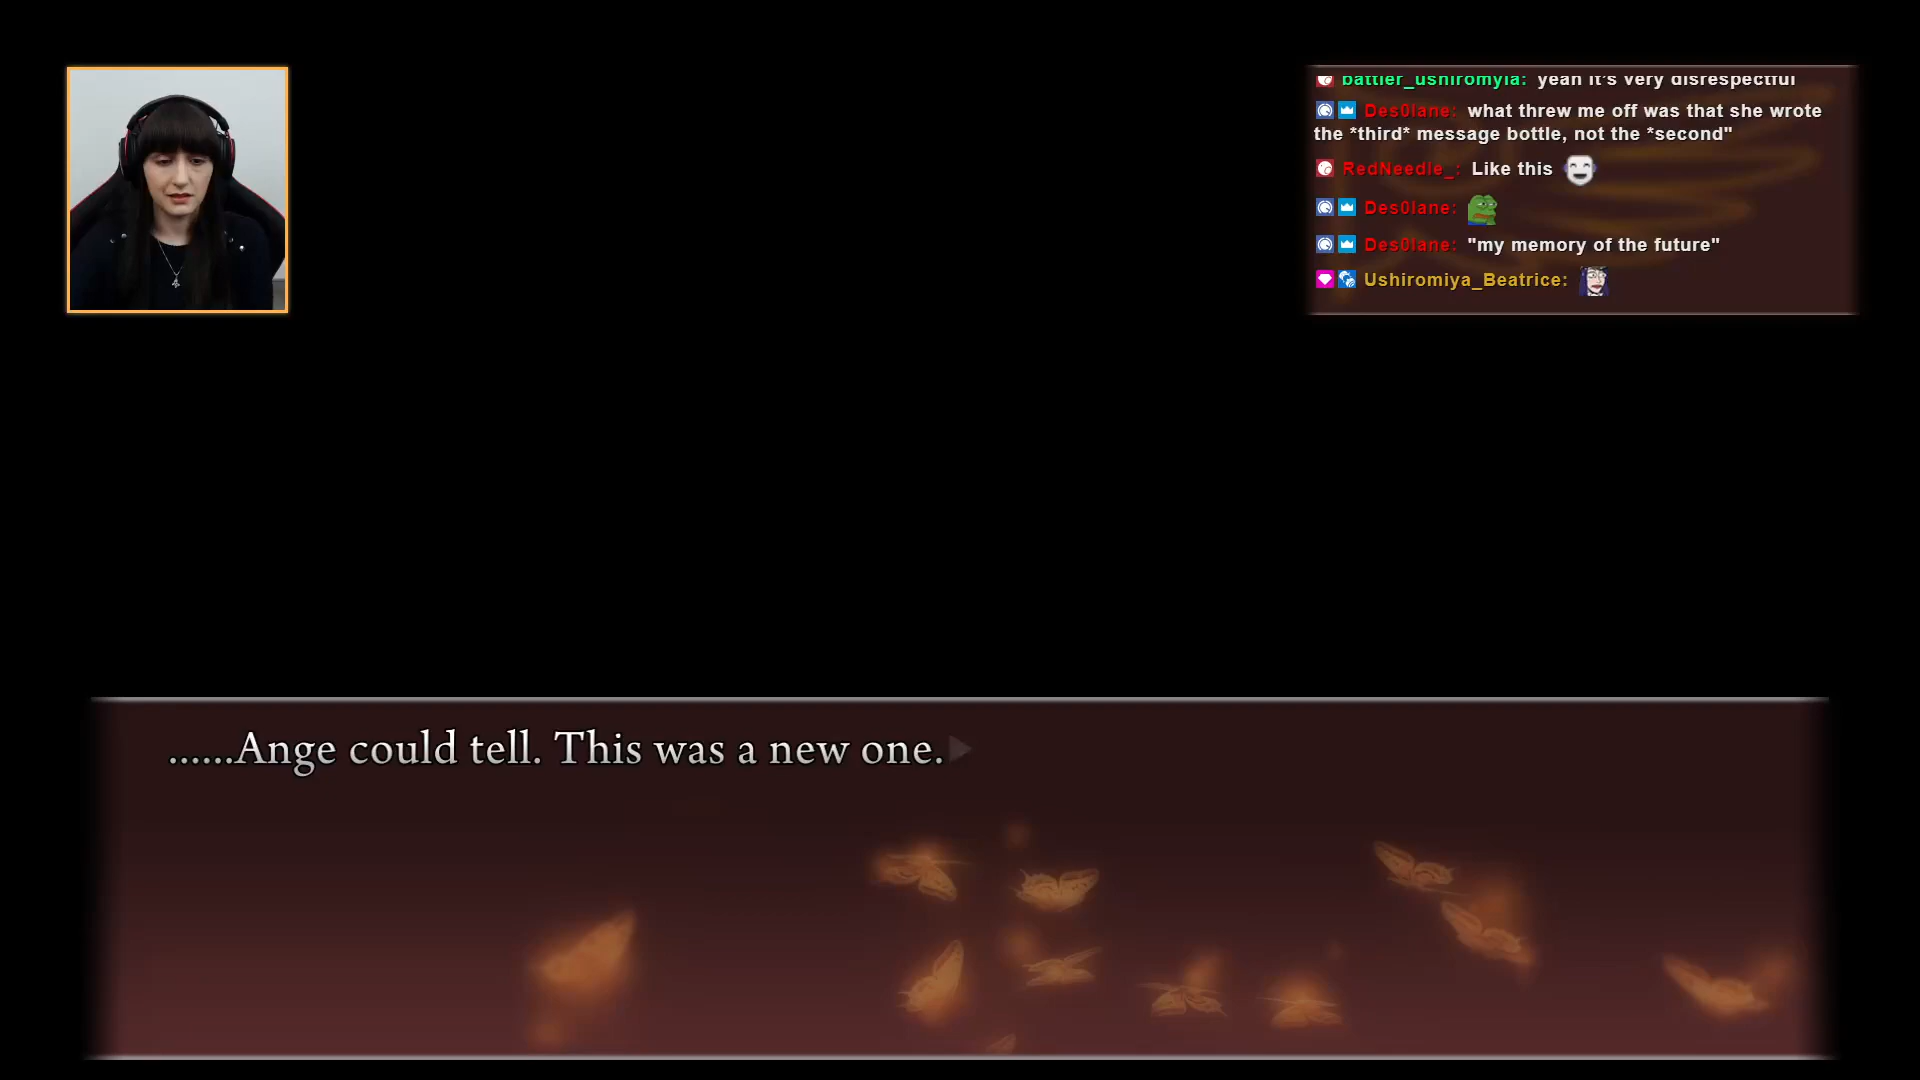 battler_ushiromyia: yeah it's very disrespectful
Des0lane: what threw me off was that she wrote
the *third* message bottle, not the *second"
RedNeedle_: Like this
Des0lane:
Des0lane: "my memory of the future"
Ushiromiya_Beatrice:
......Ange could tell. This was a new one.